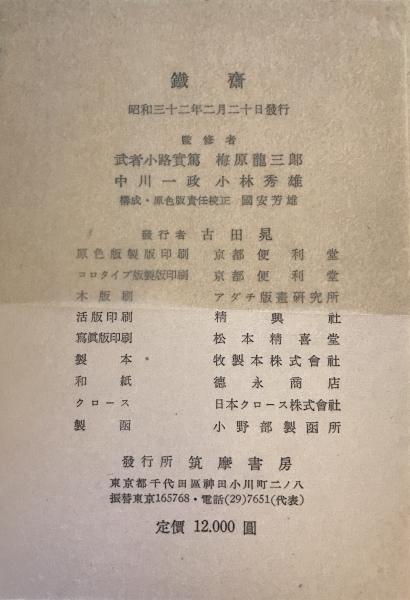 鐵齋
昭和三十二年二月二十日發行
監修者
武者小路實篤 梅原龍三郎
中川一政 小林秀雄
構成・原色版責任校正 國安芳雄
發行者 古田晁
原色版製版印刷 京都便利堂
コロタイプ版製版印刷 京都便利堂
木版刷 アダチ版畫研究所
活版印刷 精興社
寫眞版印刷 松本精喜堂
製本 牧製本株式會社
和紙 德永商店
クロース 日本クロース株式會社
製函 小野部製函所
發行所 筑摩書房
東京都千代田區神田小川町二ノ八
振替東京165768・電話(29)7651(代表)
定價 12.000 圓